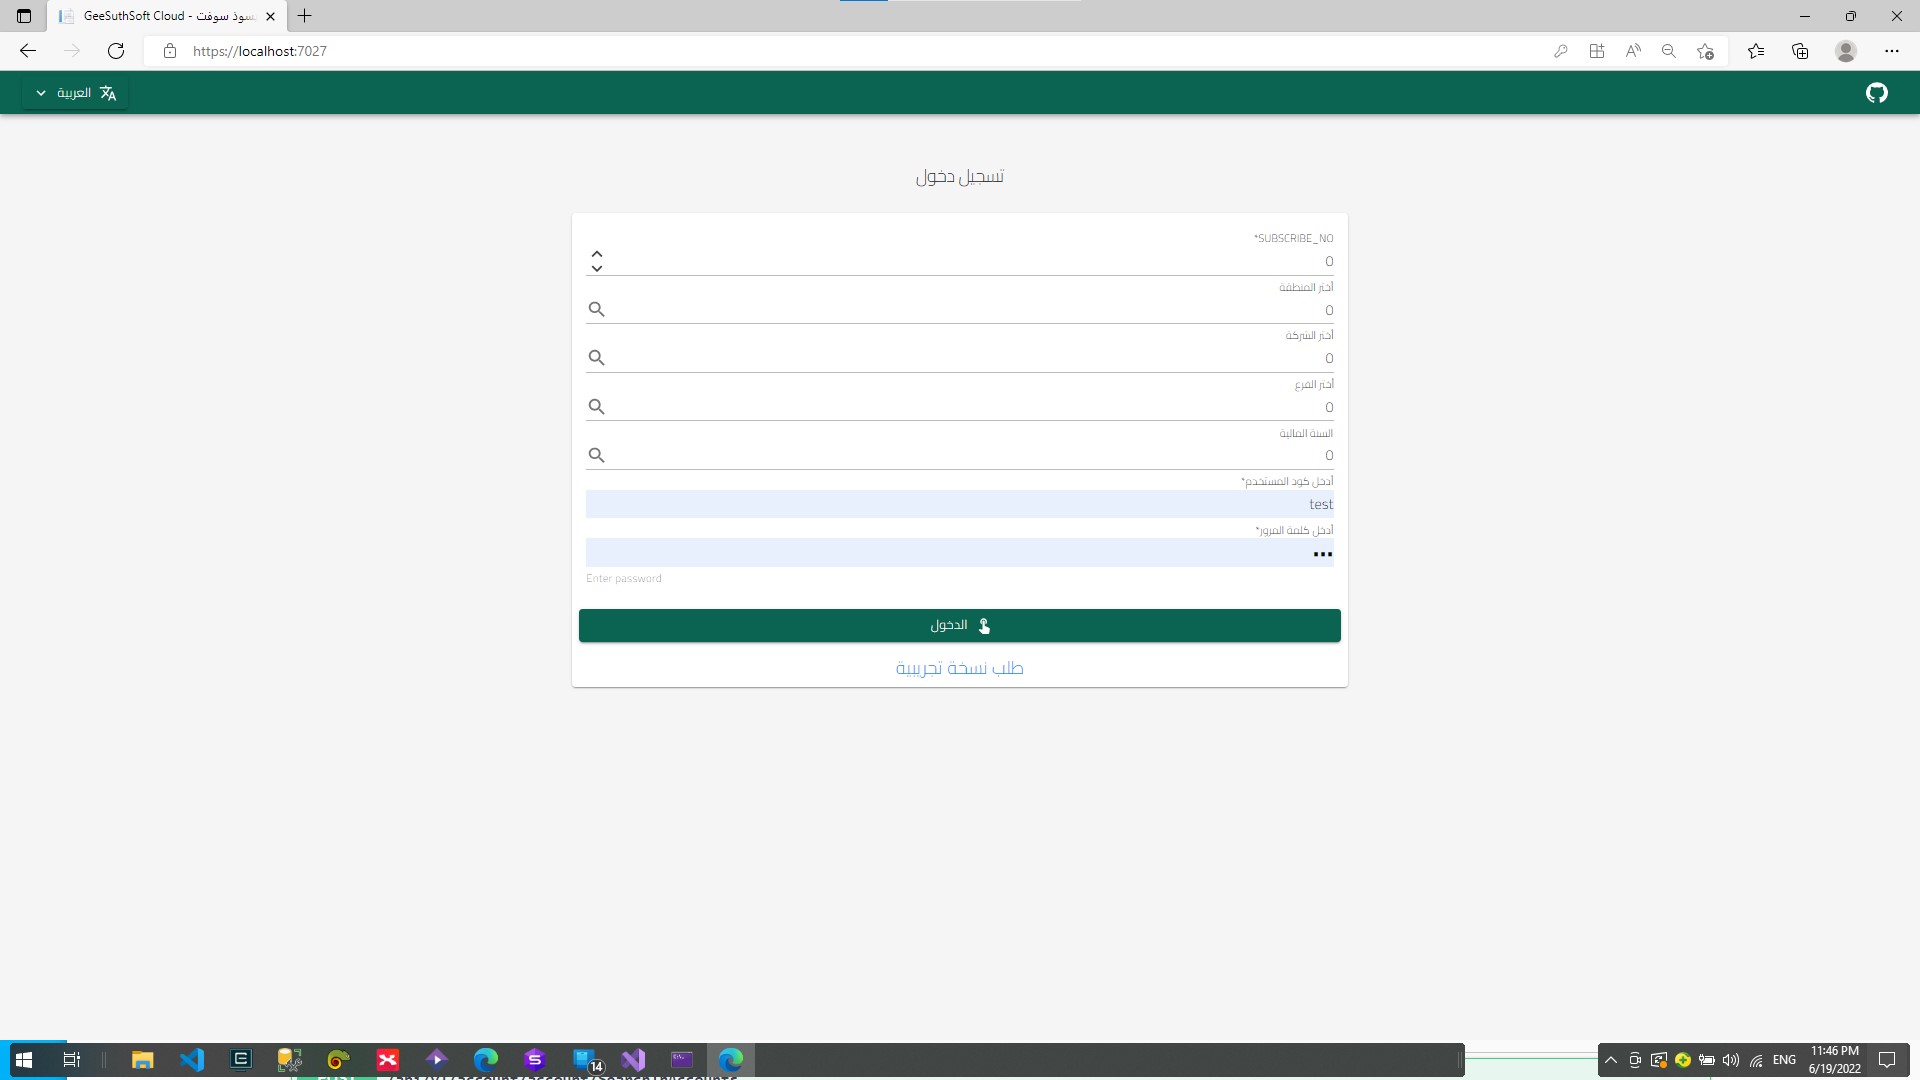 GeeSuthSoft Cloud - يسوذ سوفت
https://localhost:7027
العربية
تسجيل دخول
SUBSCRIBE_NO*
0
أختر المنطقة
0
أختر الشركة
0
أختر الفرع
0
السنة المالية
0
أدخل كود المستخدم*
test
أدخل كلمة المرور*
Enter password
الدخول
طلب نسخة تجريبية
14
ENG
11:46 PM
6/19/2022